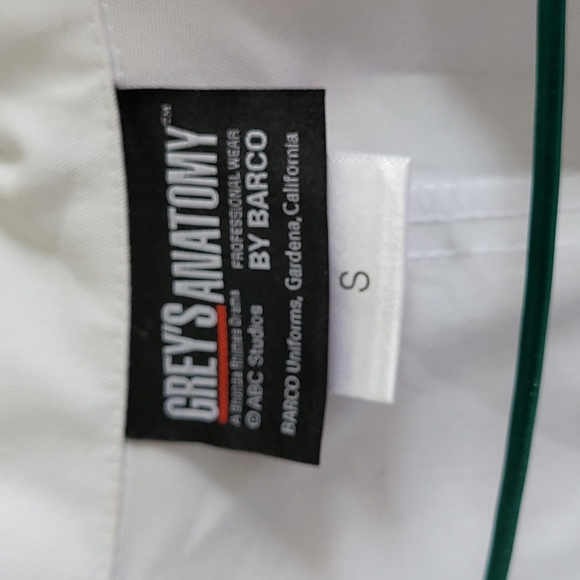 GREY'S ANATOMY™
A Shonda Rhimes Drama PROFESSIONAL WEAR
© ABC Studios BY BARCO
BARCO Uniforms, Gardena, California
S